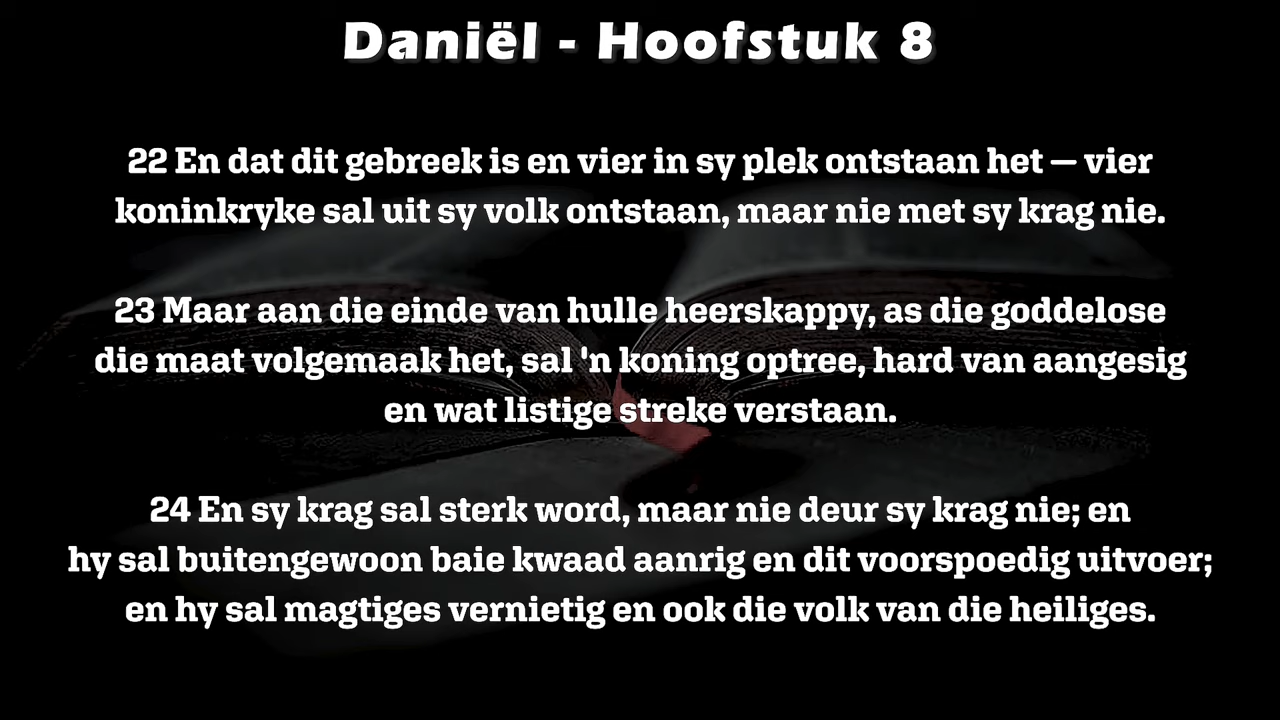 Daniël - Hoofstuk 8
22 En dat dit gebreek is en vier in sy plek ontstaan het — vier
koninkryke sal uit sy volk ontstaan, maar nie met sy krag nie.
23 Maar aan die einde van hulle heerskappy, as die goddelose
die maat volgemaak het, sal 'n koning optree, hard van aangesig
en wat listige streke verstaan.
24 En sy krag sal sterk word, maar nie deur sy krag nie; en
hy sal buitengewoon baie kwaad aanrig en dit voorspoedig uitvoer;
en hy sal magtiges vernietig en ook die volk van die heiliges.